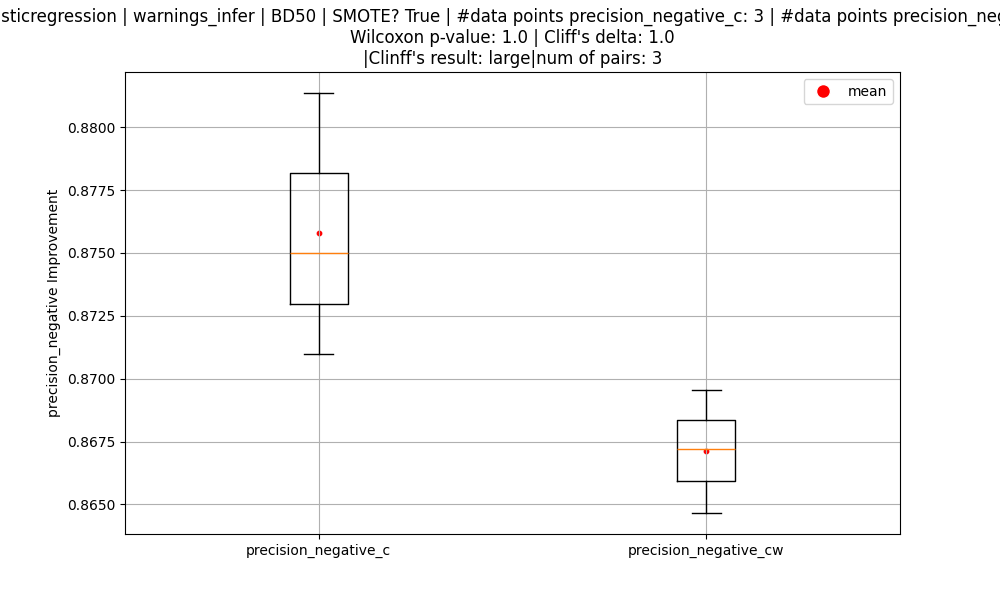 sticregression | warnings_infer | BD50 | SMOTE? True | #data points precision_negative_c: 3 | #data points precision_neg
Wilcoxon p-value: 1.0 | Cliff's delta: 1.0
|Clinff's result: large|num of pairs: 3
mean
0.8800
0.8775
0.8750
0.8725
0.8700
0.8675
0.8650
precision_negative Improvement
precision_negative_c
precision_negative_cw